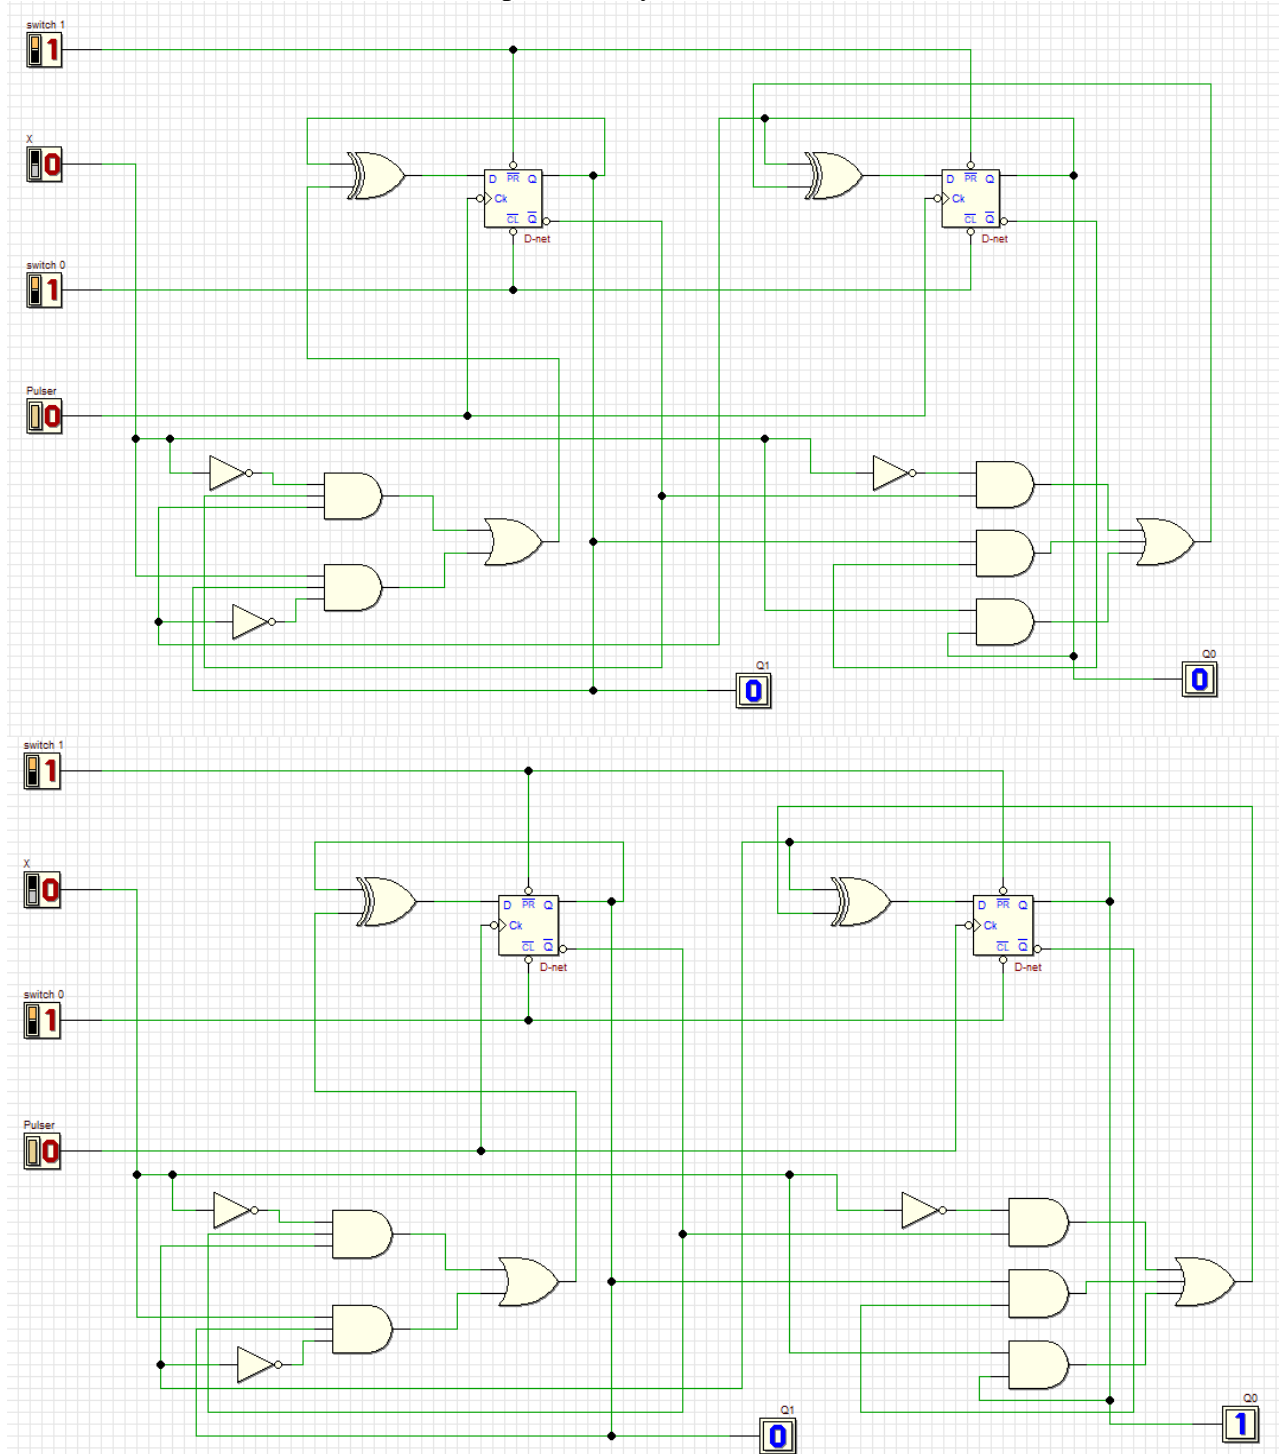 switch 1
1
X
0
D PR Q
Ck
CL Q
D-net
D PR Q
Ck
CL Q
D-net
switch 0
1
Pulser
0
Q1
0
Q0
0
switch 1
1
X
0
D PR Q
Ck
CL Q
D-net
D PR Q
Ck
CL Q
D-net
switch 0
1
Pulser
0
Q1
0
Q0
1